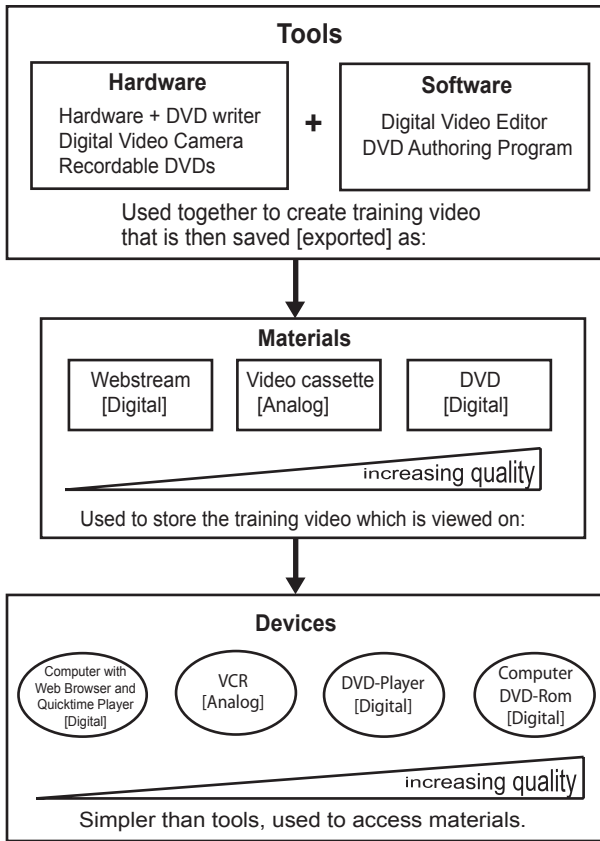 Tools
Hardware
Hardware + DVD writer
Digital Video Camera
Recordable DVDs
+
Software
Digital Video Editor
DVD Authoring Program
Used together to create training video
that is then saved [exported] as:
Materials
Webstream
[Digital]
Video cassette
[Analog]
DVD
[Digital]
increasing quality
Used to store the training video which is viewed on:
Devices
Computer with
Web Browser and
Quicktime Player
[Digital]
VCR
[Analog]
DVD-Player
[Digital]
Computer
DVD-Rom
[Digital]
increasing quality
Simpler than tools, used to access materials.